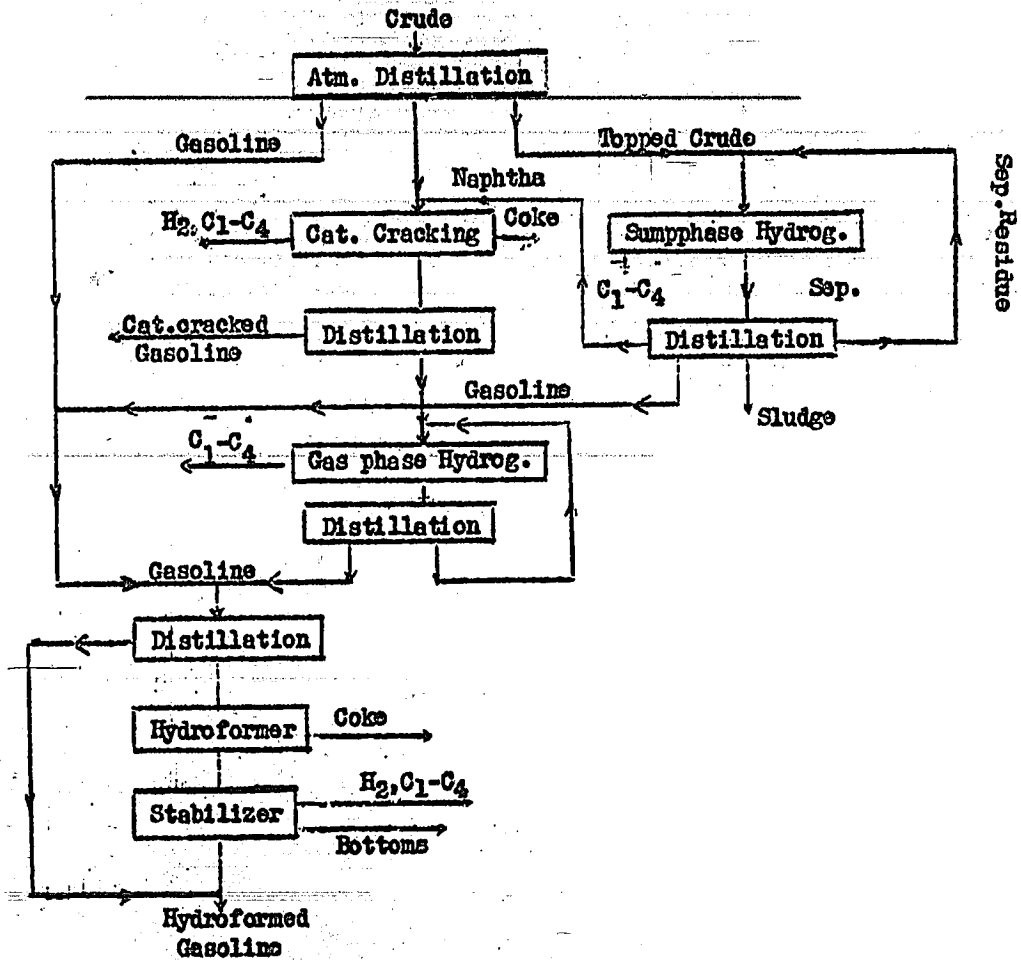 Crude
Atm. Distillation
Gasoline
Topped Crude
Naphtha
Sep.Residue
H2,C1-C4
Cat. Cracking
Coke
Sumpphase Hydrog.
C1-C4
Sep.
Cat.cracked
Gasoline
Distillation
Distillation
Gasoline
Sludge
C1-C4
Gas phase Hydrog.
Distillation
Gasoline
Distillation
Hydroformer
Coke
H2,C1-C4
Stabilizer
Bottoms
Hydroformed
Gasoline